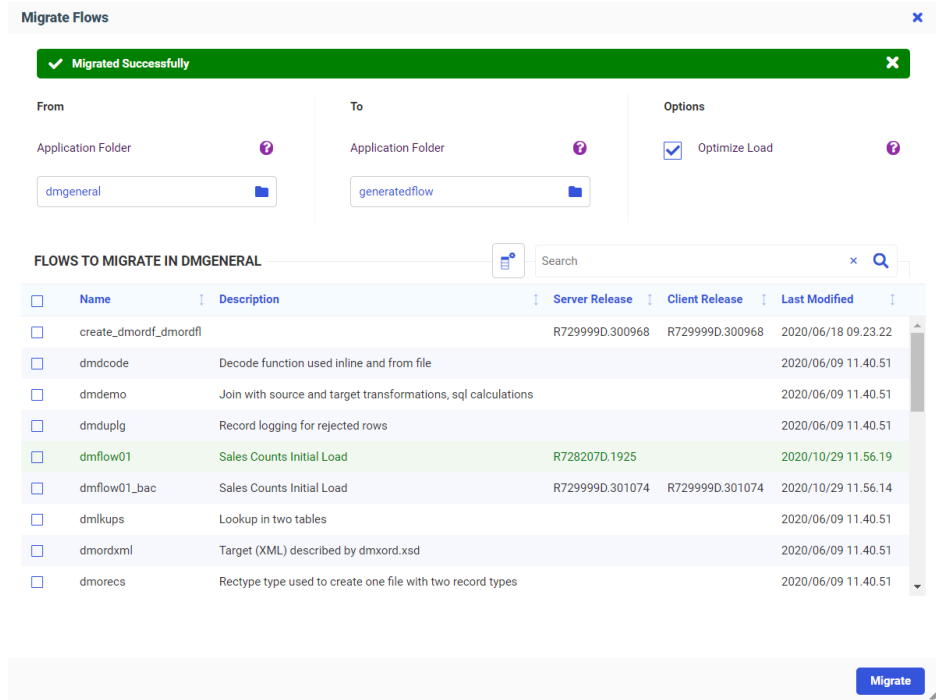 Migrate Flows
Migrated Successfully
From To Options
Application Folder Application Folder Optimize Load
dmgeneral generatedflow
FLOWS TO MIGRATE IN DMGENERAL Search
Name Description Server Release Client Release Last Modified
create_dmordf_dmordfl R729999D.300968 R729999D.300968 2020/06/18 09.23.22
dmdcode Decode function used inline and from file 2020/06/09 11.40.51
dmdemo Join with source and target transformations, sql calculations 2020/06/09 11.40.51
dmduplg Record logging for rejected rows 2020/06/09 11.40.51
dmflow01 Sales Counts Initial Load R728207D.1925 2020/10/29 11.56.19
dmflow01_bac Sales Counts Initial Load R729999D.301074 R729999D.301074 2020/10/29 11.56.14
dmlkups Lookup in two tables 2020/06/09 11.40.51
dmordxml Target (XML) described by dmxord.xsd 2020/06/09 11.40.51
dmorecs Rectype type used to create one file with two record types 2020/06/09 11.40.51
Migrate